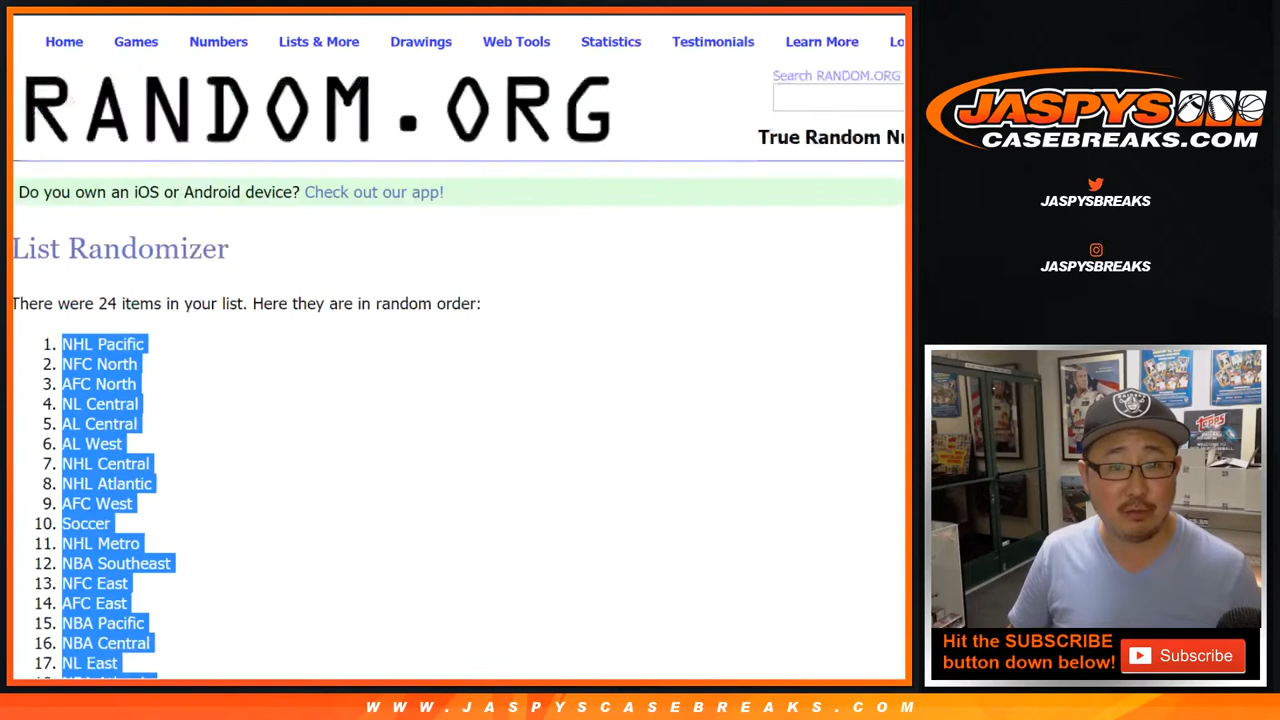 Home Games Numbers Lists & More Drawings Web Tools Statistics Testimonials Learn More Lo
RANDOM.ORG
Search RANDOM.ORG
True Random Nu
Do you own an iOS or Android device? Check out our app!
List Randomizer
There were 24 items in your list. Here they are in random order:
1. NHL Pacific
2. NFC North
3. AFC North
4. NL Central
5. AL Central
6. AL West
7. NHL Central
8. NHL Atlantic
9. AFC West
10. Soccer
11. NHL Metro
12. NBA Southeast
13. NFC East
14. AFC East
15. NBA Pacific
16. NBA Central
17. NL East
JASPYS
CASEBREAKS.COM
JASPYSBREAKS
JASPYSBREAKS
TOPPS
Hit the SUBSCRIBE
button down below!
Subscribe
WWW.JASPYSCASEBREAKS.COM